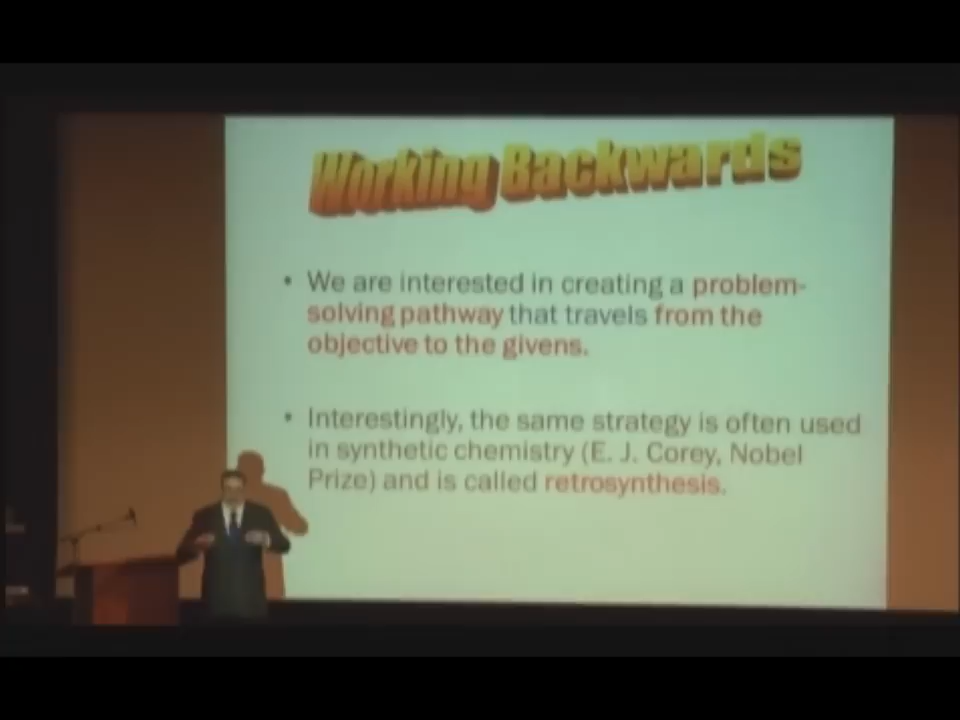 Working Backwards
• We are interested in creating a problem-
solving pathway that travels from the
objective to the givens.
• Interestingly, the same strategy is often used
in synthetic chemistry (E. J. Corey, Nobel
Prize) and is called retrosynthesis.